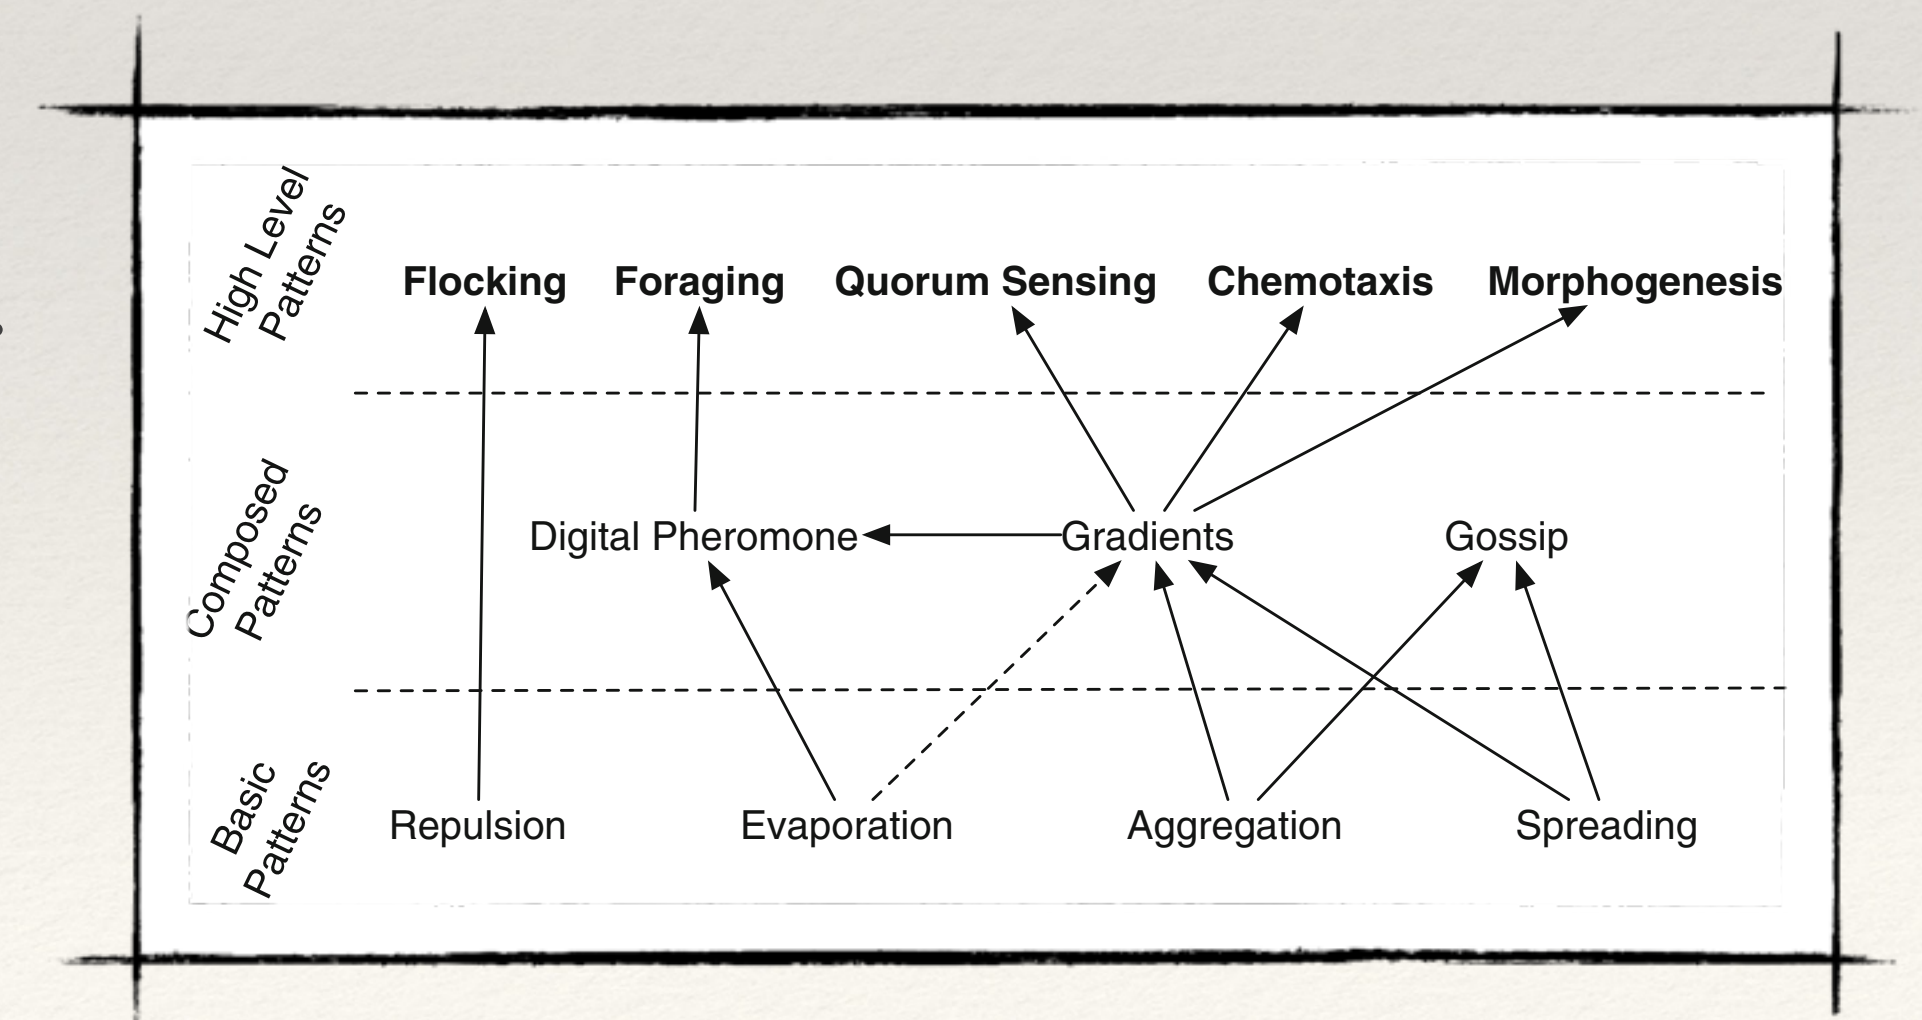 High Level
Patterns
Flocking Foraging Quorum Sensing Chemotaxis Morphogenesis
Composed
Patterns
Digital Pheromone Gradients Gossip
Basic
Patterns
Repulsion Evaporation Aggregation Spreading